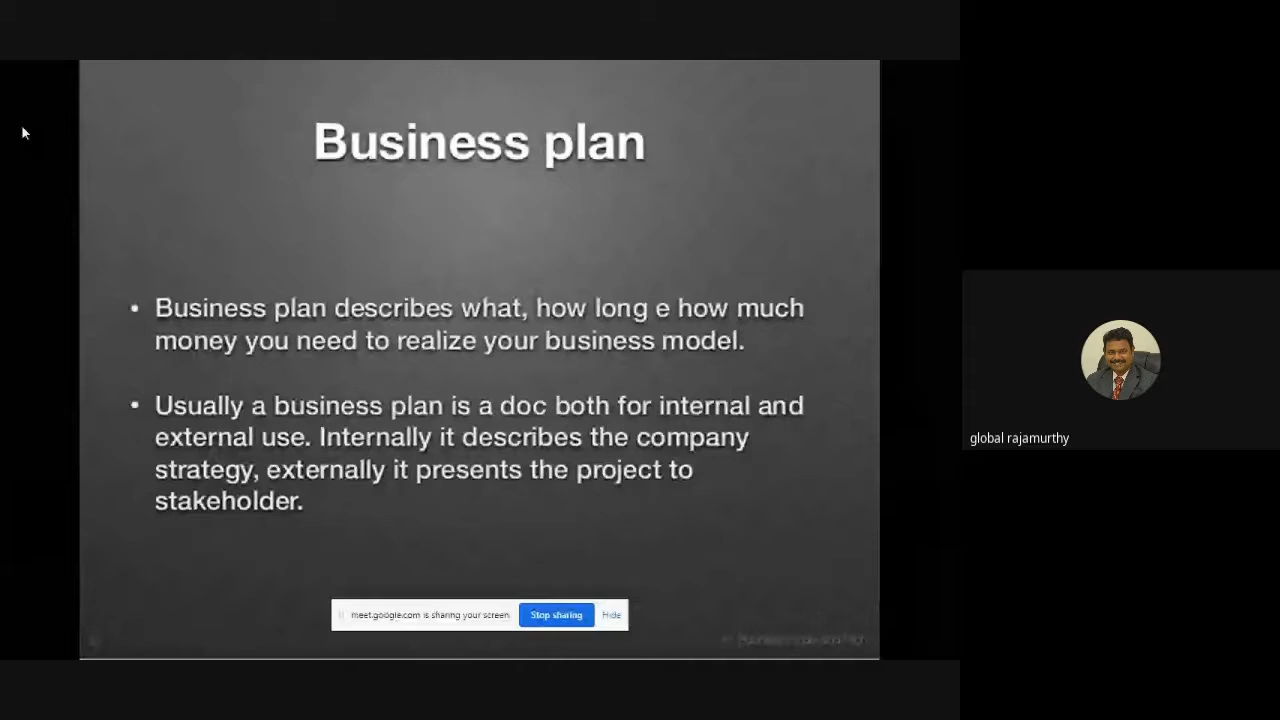 Business plan
• Business plan describes what, how long e how much
money you need to realize your business model.
• Usually a business plan is a doc both for internal and
external use. Internally it describes the company
strategy, externally it presents the project to
stakeholder.
meet.google.com is sharing your screen. Stop sharing Hide
global rajamurthy